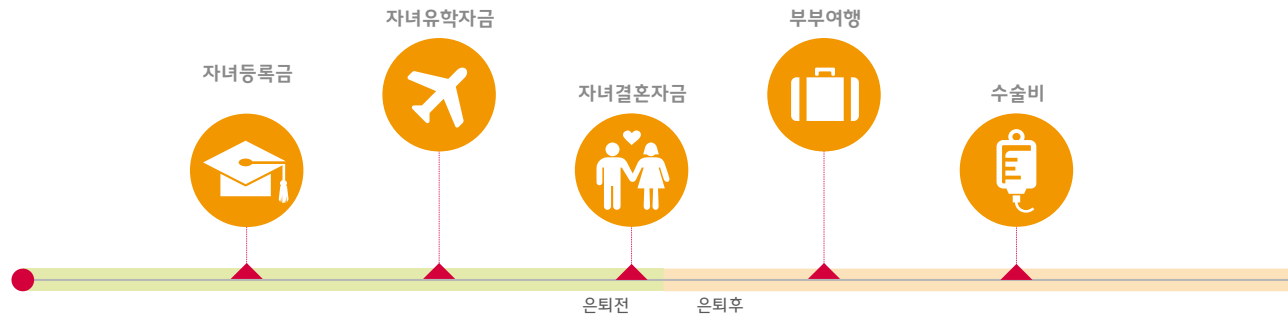 자녀등록금
자녀유학자금
자녀결혼자금
부부여행
수술비
은퇴전
은퇴후